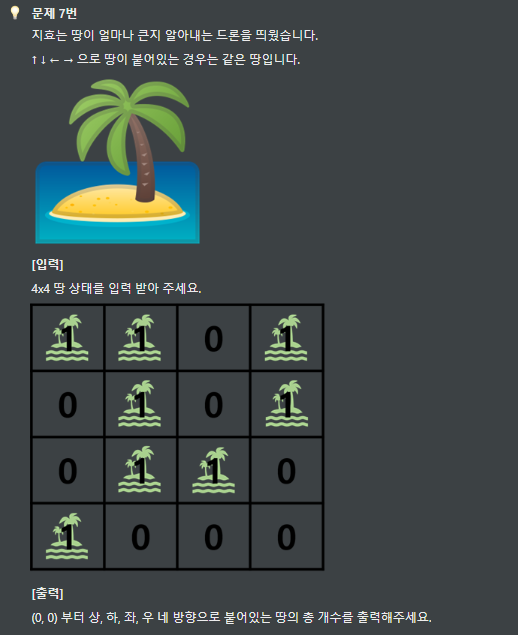 문제 7번
지효는 땅이 얼마나 큰지 알아내는 드론을 띄웠습니다.
↑ ↓ ← → 으로 땅이 붙어있는 경우는 같은 땅입니다.
[입력]
4x4 땅 상태를 입력 받아 주세요.
1 1 0 1
0 1 0 1
0 1 1 0
1 0 0 0
[출력]
(0, 0) 부터 상, 하, 좌, 우 네 방향으로 붙어있는 땅의 총 개수를 출력해주세요.